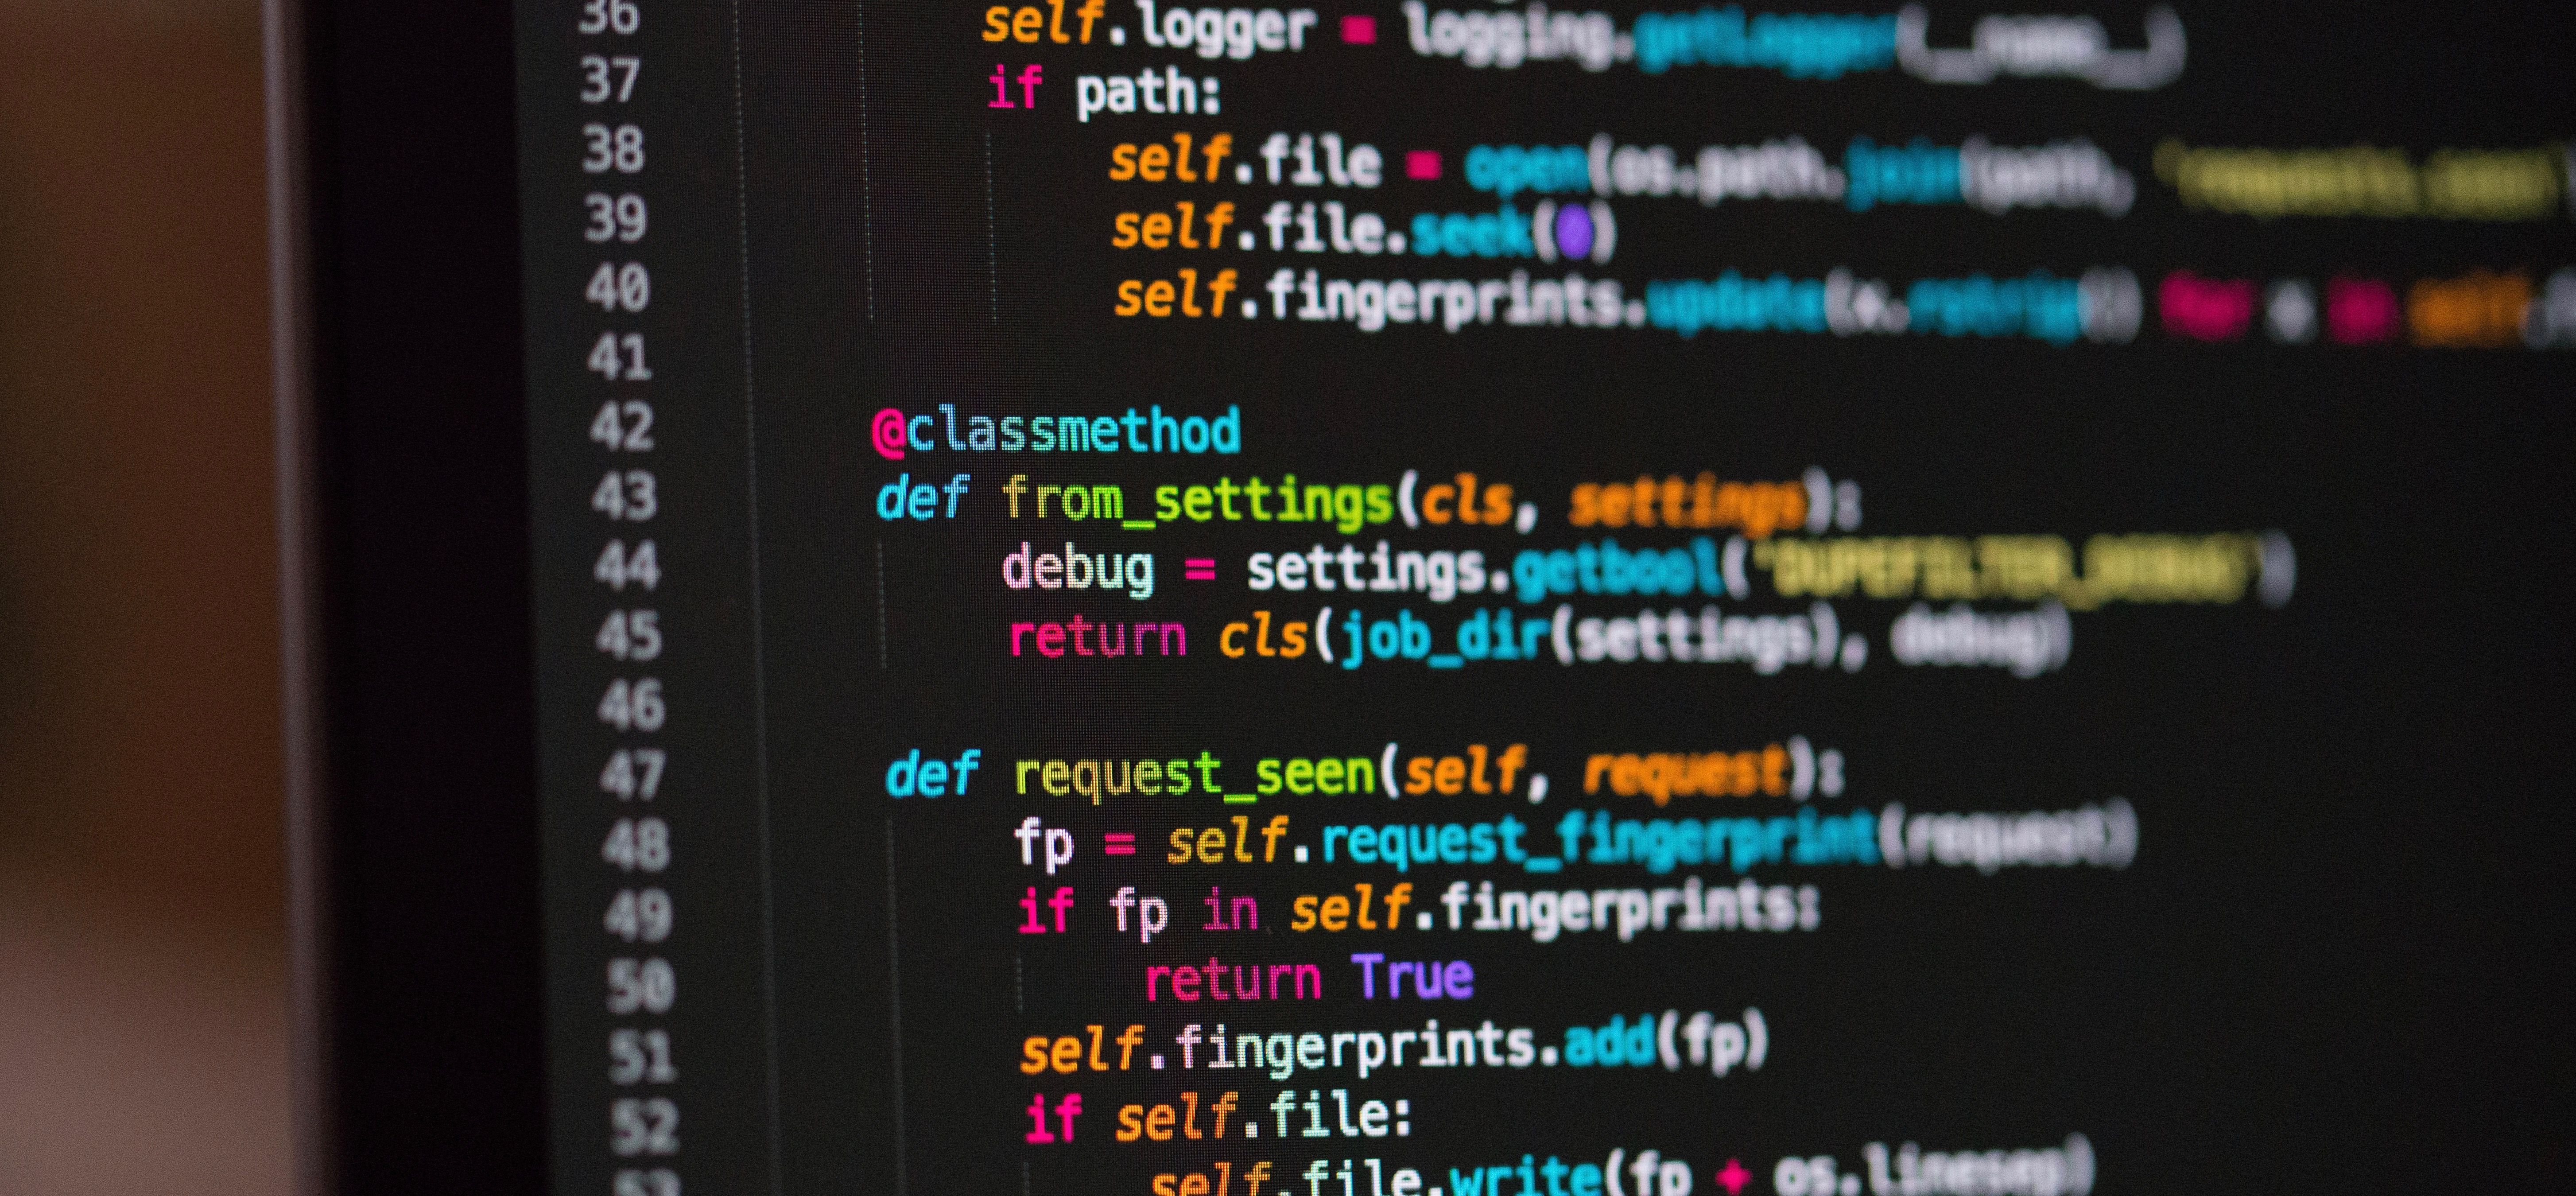 36 self.logger = logging.getLogger(__name__)
37 if path:
38 self.file = open(os.path.join(path,
39 self.file.seek(0)
40 self.fingerprints.update(x.rstrip() for x in self.
41
42 @classmethod
43 def from_settings(cls, settings):
44 debug = settings.getbool('DUPEFILTER_DEBUG')
45 return cls(job_dir(settings), debug)
46
47 def request_seen(self, request):
48 fp = self.request_fingerprint(request)
49 if fp in self.fingerprints:
50 return True
51 self.fingerprints.add(fp)
52 if self.file:
53 self.file.write(fp + os.linesep)